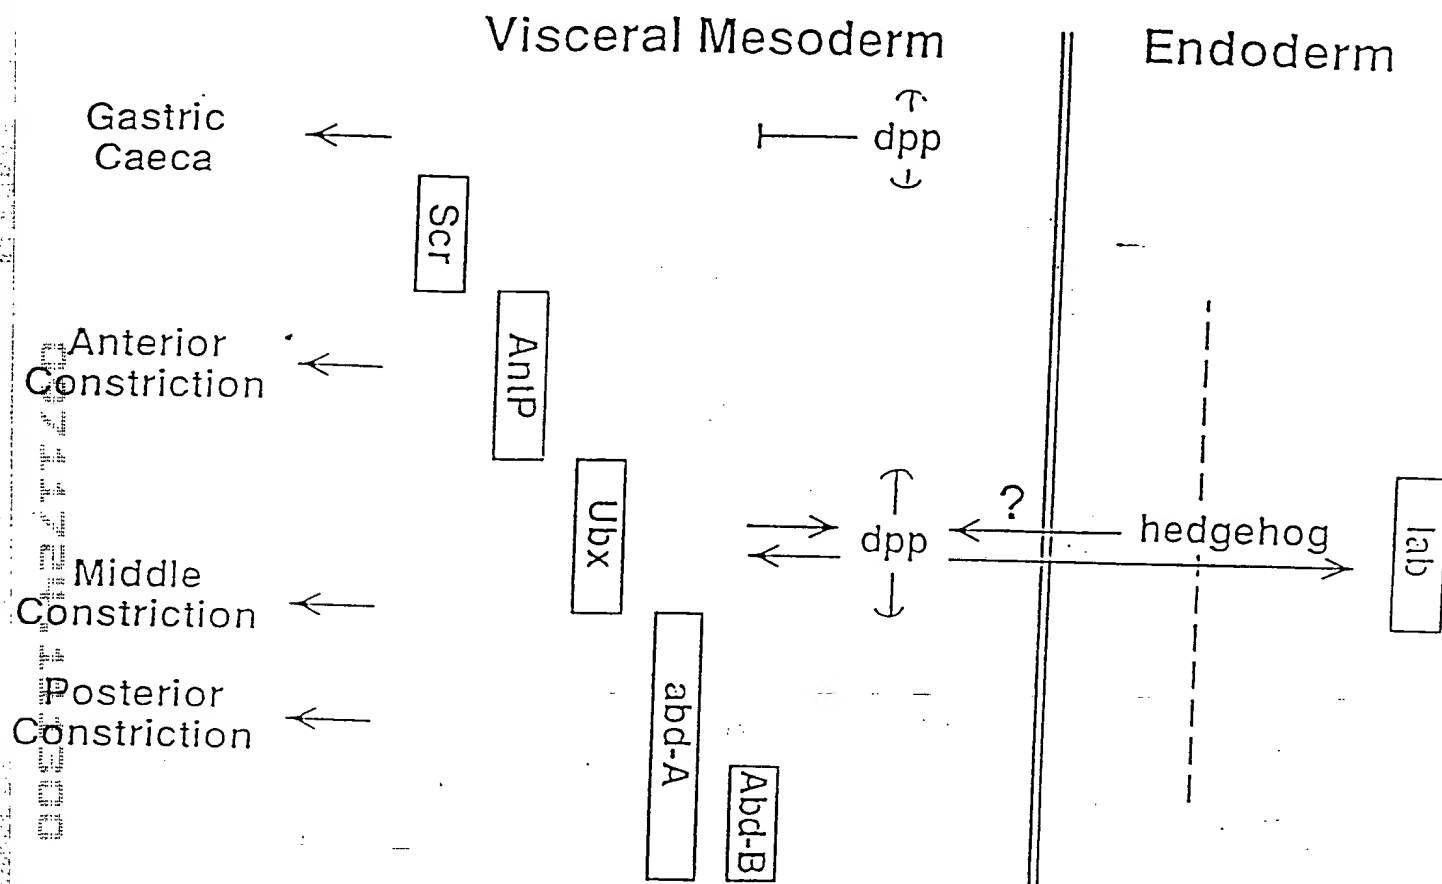 Visceral Mesoderm
Endoderm
Gastric
Caeca
dpp
Scr
Anterior
Constriction
AntP
Ubx
?
dpp
hedgehog
lab
Middle
Constriction
Posterior
Constriction
abd-A
Abd-B